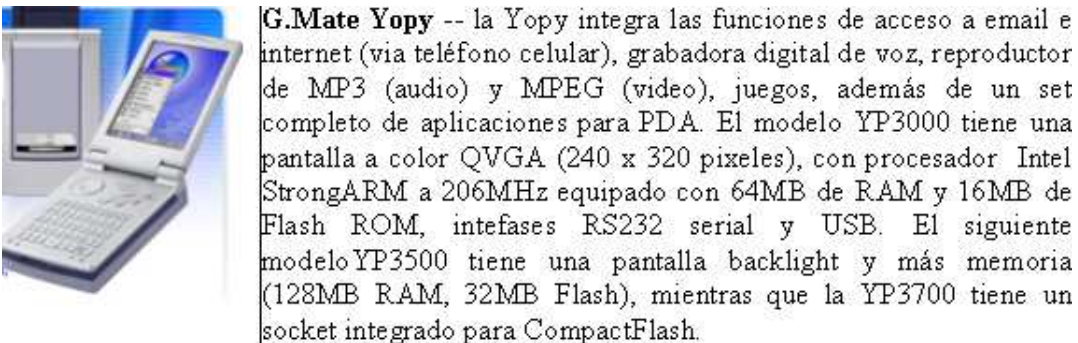 G.Mate Yopy -- la Yopy integra las funciones de acceso a email e
internet (via teléfono celular), grabadora digital de voz, reproductor
de MP3 (audio) y MPEG (video), juegos, además de un set
completo de aplicaciones para PDA. El modelo YP3000 tiene una
pantalla a color QVGA (240 x 320 pixeles), con procesador Intel
StrongARM a 206MHz equipado con 64MB de RAM y 16MB de
Flash ROM, intefases RS232 serial y USB. El siguiente
modelo YP3500 tiene una pantalla backlight y más memoria
(128MB RAM, 32MB Flash), mientras que la YP3700 tiene un
socket integrado para CompactFlash.